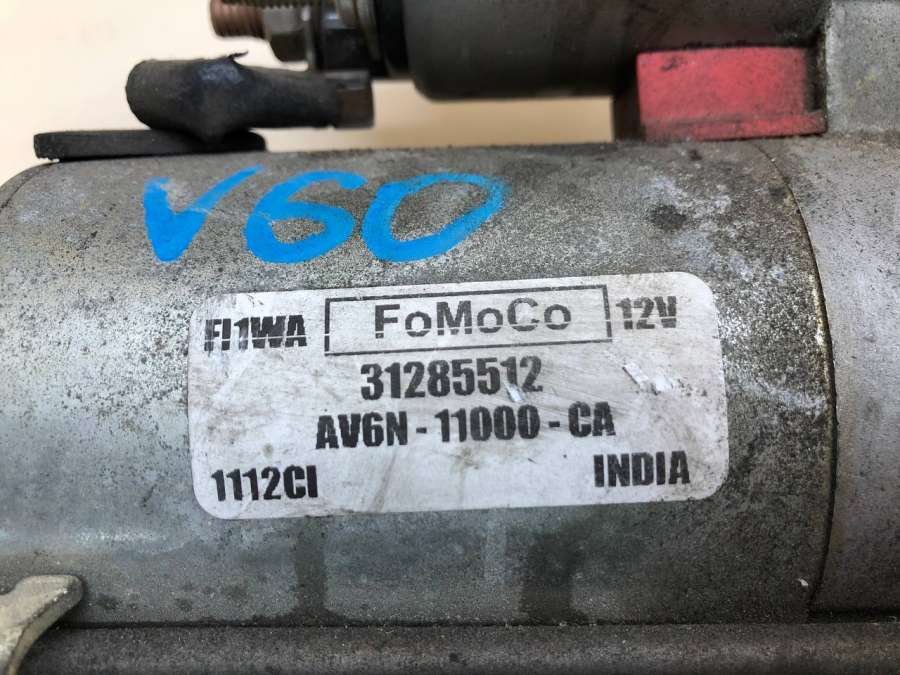 V60
FI1WA FoMoCo 12V
31285512
AV6N - 11000 - CA
1112CI INDIA